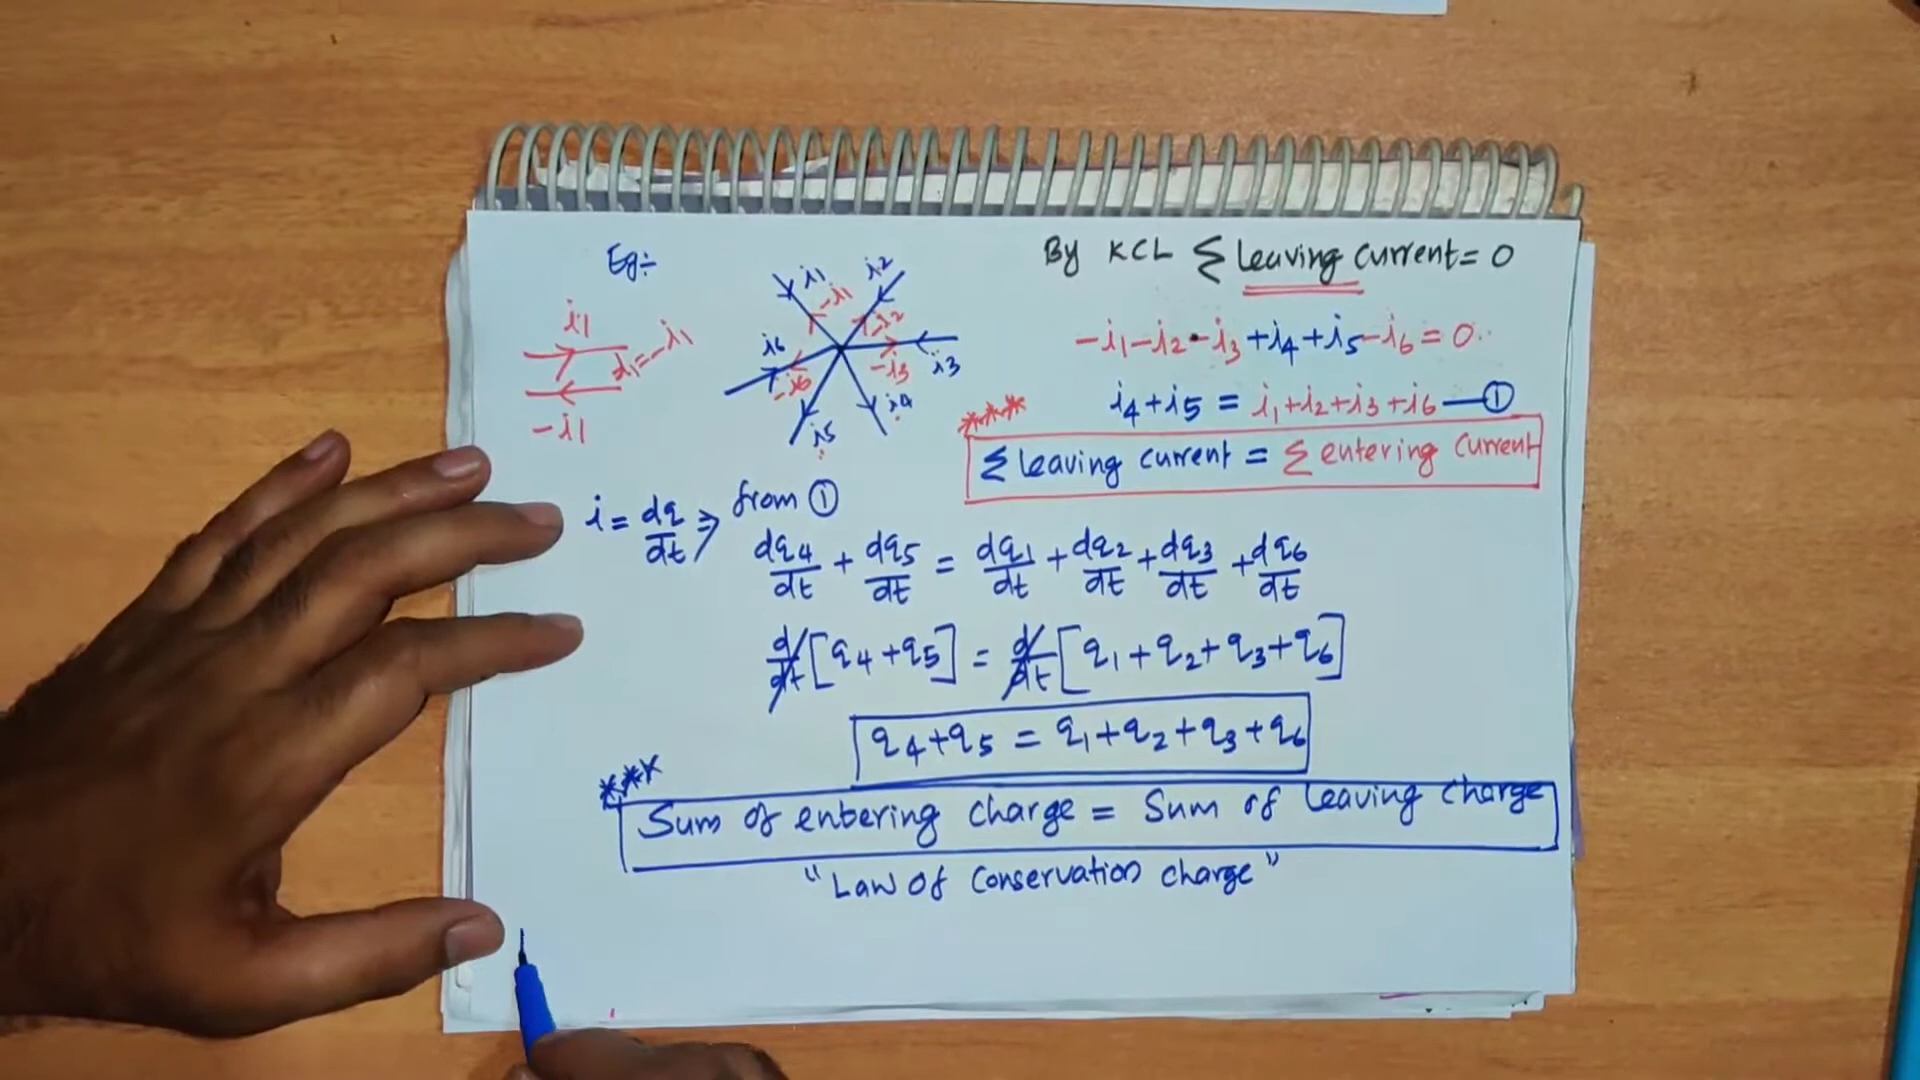 Eg:-
i1
i1=-i1
-i1
i1
-i1
i2
-i2
i6
-i6
-i3
i3
i4
i5
By KCL Σ leaving current = 0
-i1-i2-i3+i4+i5-i6=0
i4+i5 = i1+i2+i3+i6 — ①
***
Σ leaving current = Σ entering current
i = dq/dt ⇒ from ①
dq4/dt + dq5/dt = dq1/dt + dq2/dt + dq3/dt + dq6/dt
d/dt [q4+q5] = d/dt [q1+q2+q3+q6]
q4+q5 = q1+q2+q3+q6
***
Sum of entering charge = Sum of leaving charge
"Law of Conservation charge"